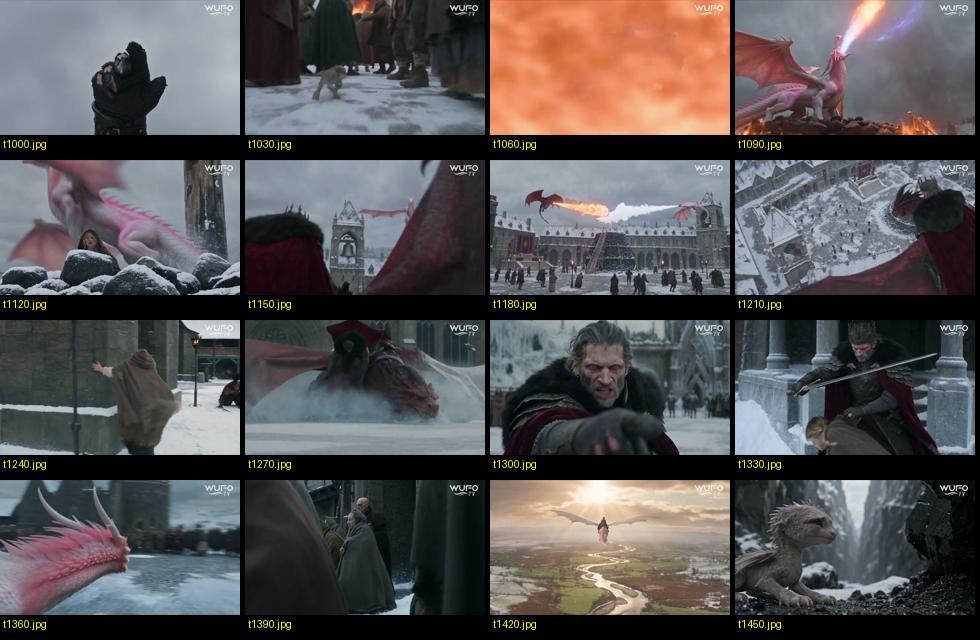 WUFO TV WUFO TV WUFO TV WUFO TV
t1000.jpg t1030.jpg t1060.jpg t1090.jpg
WUFO TV WUFO TV WUFO TV WUFO TV
t1120.jpg t1150.jpg t1180.jpg t1210.jpg
WUFO TV WUFO TV WUFO TV WUFO TV
t1240.jpg t1270.jpg t1300.jpg t1330.jpg
WUFO TV WUFO TV WUFO TV WUFO TV
t1360.jpg t1390.jpg t1420.jpg t1450.jpg